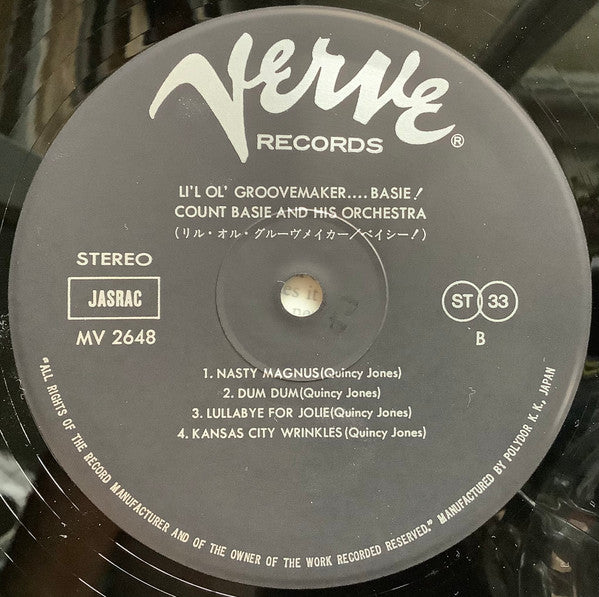 Verve
RECORDS ®
LI'L OL' GROOVEMAKER....BASIE!
COUNT BASIE AND HIS ORCHESTRA
(リル・オル・グルーヴメイカー/ベイシー!)
STEREO
JASRAC
MV 2648
ST 33
B
es it
1. NASTY MAGNUS(Quincy Jones)
2. DUM DUM(Quincy Jones)
3. LULLABYE FOR JOLIE(Quincy Jones)
4. KANSAS CITY WRINKLES(Quincy Jones)
"ALL RIGHTS OF THE RECORD MANUFACTURER AND OF THE OWNER OF THE WORK RECORDED RESERVED." MANUFACTURED BY POLYDOR K. K., JAPAN